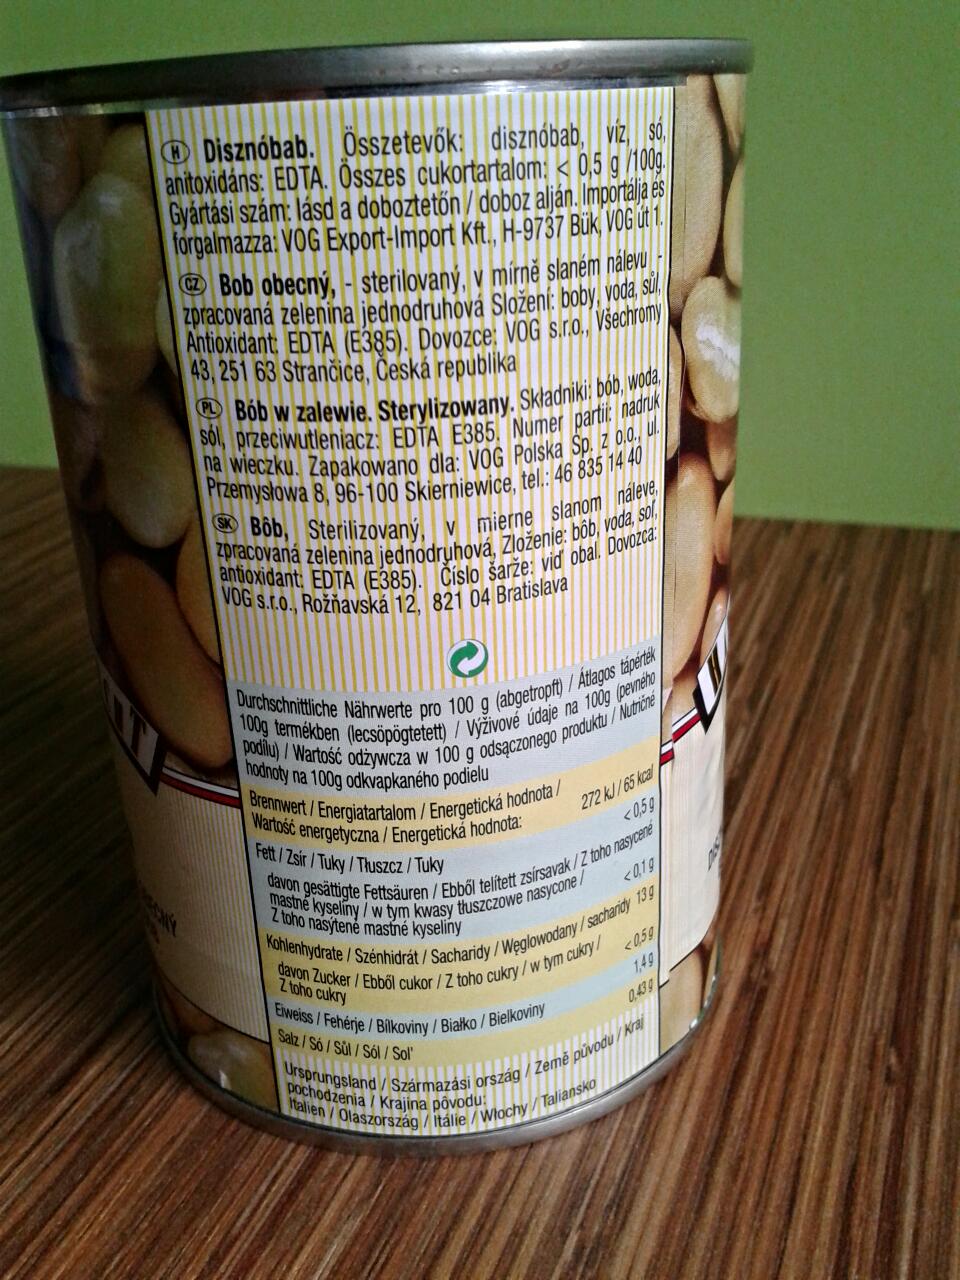 H Disznóbab. Összetevők: disznóbab, víz, só,
anitoxidáns: EDTA. Összes cukortartalom: < 0,5 g /100g.
Gyártási szám: lásd a doboztetőn / doboz alján. Importálja és
forgalmazza: VOG Export-Import Kft., H-9737 Bük, VOG út 1.
CZ Bob obecný, - sterilovaný, v mírně slaném nálevu -
zpracovaná zelenina jednodruhová Složení: boby, voda, sůl,
Antioxidant: EDTA (E385). Dovozce: VOG s.r.o., Všechromy
43, 251 63 Strančice, Česká republika
PL Bób w zalewie. Sterylizowany. Składniki: bób, woda,
sól, przeciwutleniacz: EDTA E385. Numer partii: nadruk
na wieczku. Zapakowano dla: VOG Polska Sp. z o.o., ul.
Przemysłowa 8, 96-100 Skierniewice, tel.: 46 835 14 40
SK Bôb, Sterilizovaný, v mierne slanom náleve,
zpracovaná zelenina jednodruhová, Zloženie: bôb, voda, soľ,
antioxidant: EDTA (E385). Číslo šarže: viď obal. Dovozca:
VOG s.r.o., Rožňavská 12, 821 04 Bratislava
Durchschnittliche Nährwerte pro 100 g (abgetropft) / Átlagos tápérték
100g termékben (lecsöpögtetett) / Výživové údaje na 100g (pevného
podílu) / Wartość odżywcza w 100 g odsączonego produktu / Nutričné
hodnoty na 100g odkvapkaného podielu
Brennwert / Energiatartalom / Energetická hodnota /
Wartość energetyczna / Energetická hodnota: 272 kJ / 65 kcal
Fett / Zsír / Tuky / Tłuszcz / Tuky < 0,5 g
davon gesättigte Fettsäuren / Ebből telített zsírsavak / Z toho nasycené
mastné kyseliny / w tym kwasy tłuszczowe nasycone / < 0,1 g
Z toho nasýtené mastné kyseliny
Kohlenhydrate / Szénhidrát / Sacharidy / Węglowodany / sacharidy 13 g
davon Zucker / Ebből cukor / Z toho cukry / w tym cukry / < 0,5 g
Z toho cukry
Eiweiss / Fehérje / Bílkoviny / Białko / Bielkoviny 1,4 g
Salz / Só / Sůl / Sól / Sol' 0,43 g
Ursprungsland / Származási ország / Země původu / Kraj
pochodzenia / Krajina pôvodu:
Italien / Olaszország / Itálie / Włochy / Taliansko